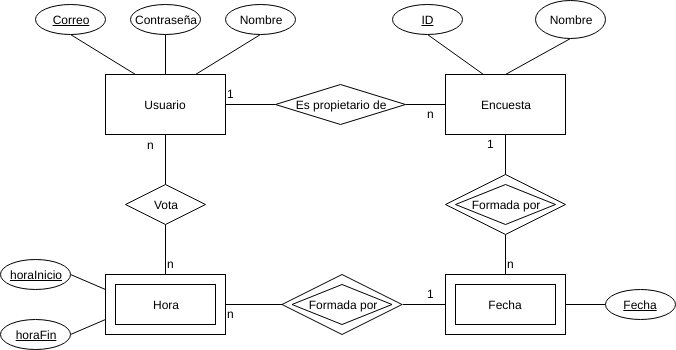 Correo
Contraseña
Nombre
ID
Nombre
Usuario
1
Es propietario de
n
Encuesta
n
1
Vota
Formada por
n
n
horaInicio
horaFin
Hora
n
Formada por
1
Fecha
Fecha